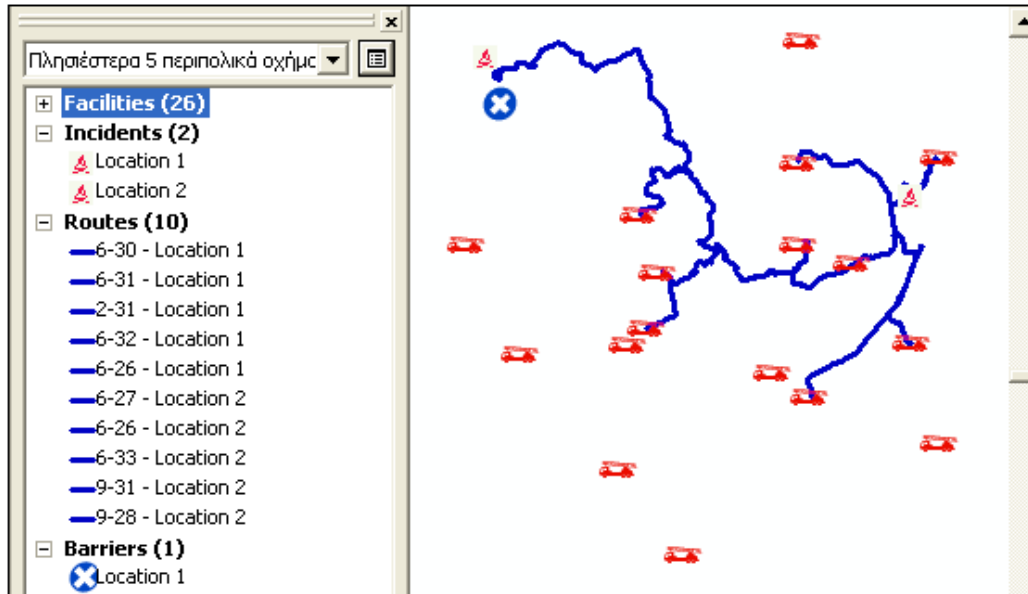 Πλησιέστερα 5 περιπολικά οχήμα
Facilities (26)
Incidents (2)
Location 1
Location 2
Routes (10)
6-30 - Location 1
6-31 - Location 1
2-31 - Location 1
6-32 - Location 1
6-26 - Location 1
6-27 - Location 2
6-26 - Location 2
6-33 - Location 2
9-31 - Location 2
9-28 - Location 2
Barriers (1)
Location 1